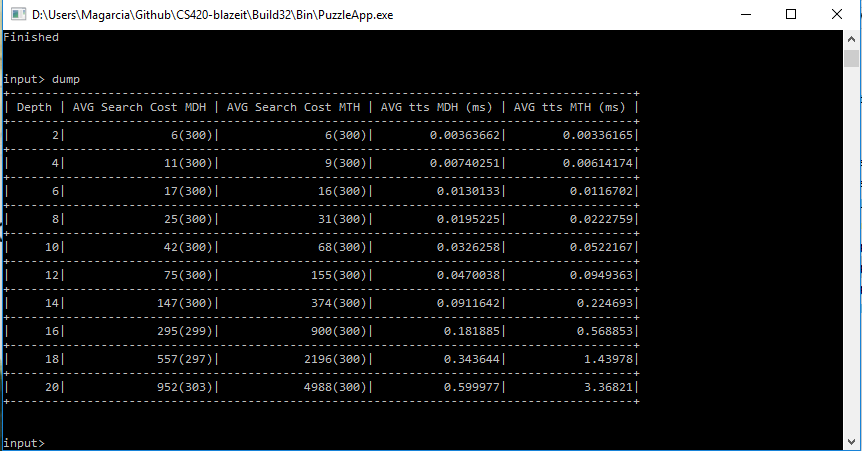 D:\Users\Magarcia\Github\CS420-blazeit\Build32\Bin\PuzzleApp.exe
Finished
input> dump
+-----------------------------------------------------------------------------------------+
| Depth | AVG Search Cost MDH | AVG Search Cost MTH | AVG tts MDH (ms) | AVG tts MTH (ms) |
+-----------------------------------------------------------------------------------------+
| 2| 6(300)| 6(300)| 0.00363662| 0.00336165|
+-----------------------------------------------------------------------------------------+
| 4| 11(300)| 9(300)| 0.00740251| 0.00614174|
+-----------------------------------------------------------------------------------------+
| 6| 17(300)| 16(300)| 0.0130133| 0.0116702|
+-----------------------------------------------------------------------------------------+
| 8| 25(300)| 31(300)| 0.0195225| 0.0222759|
+-----------------------------------------------------------------------------------------+
| 10| 42(300)| 68(300)| 0.0326258| 0.0522167|
+-----------------------------------------------------------------------------------------+
| 12| 75(300)| 155(300)| 0.0470038| 0.0949363|
+-----------------------------------------------------------------------------------------+
| 14| 147(300)| 374(300)| 0.0911642| 0.224693|
+-----------------------------------------------------------------------------------------+
| 16| 295(299)| 900(300)| 0.181885| 0.568853|
+-----------------------------------------------------------------------------------------+
| 18| 557(297)| 2196(300)| 0.343644| 1.43978|
+-----------------------------------------------------------------------------------------+
| 20| 952(303)| 4988(300)| 0.599977| 3.36821|
+-----------------------------------------------------------------------------------------+
input>